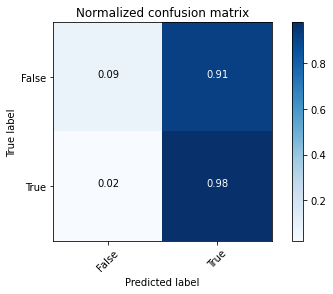 Normalized confusion matrix
False
0.09
0.91
0.8
0.6
True label
0.4
True
0.02
0.98
0.2
False
True
Predicted label